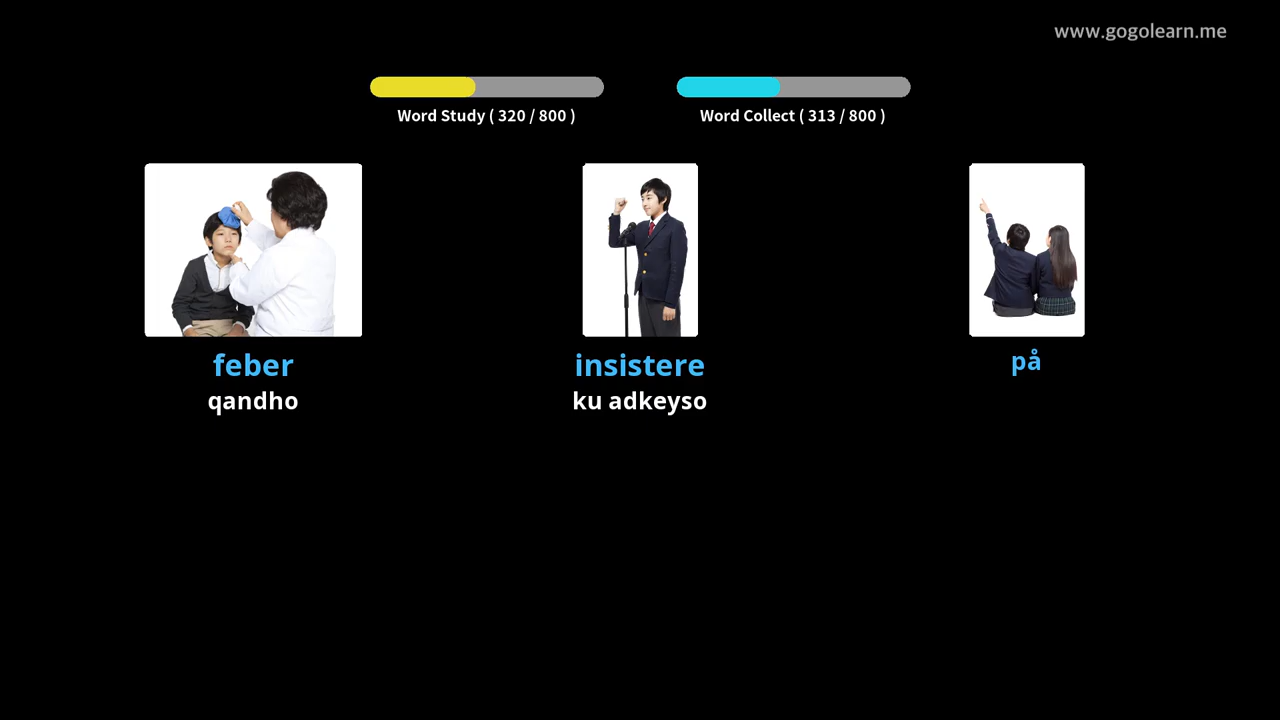 www.gogolearn.me
Word Study ( 320 / 800 )
Word Collect ( 313 / 800 )
feber
qandho
insistere
ku adkeyso
på